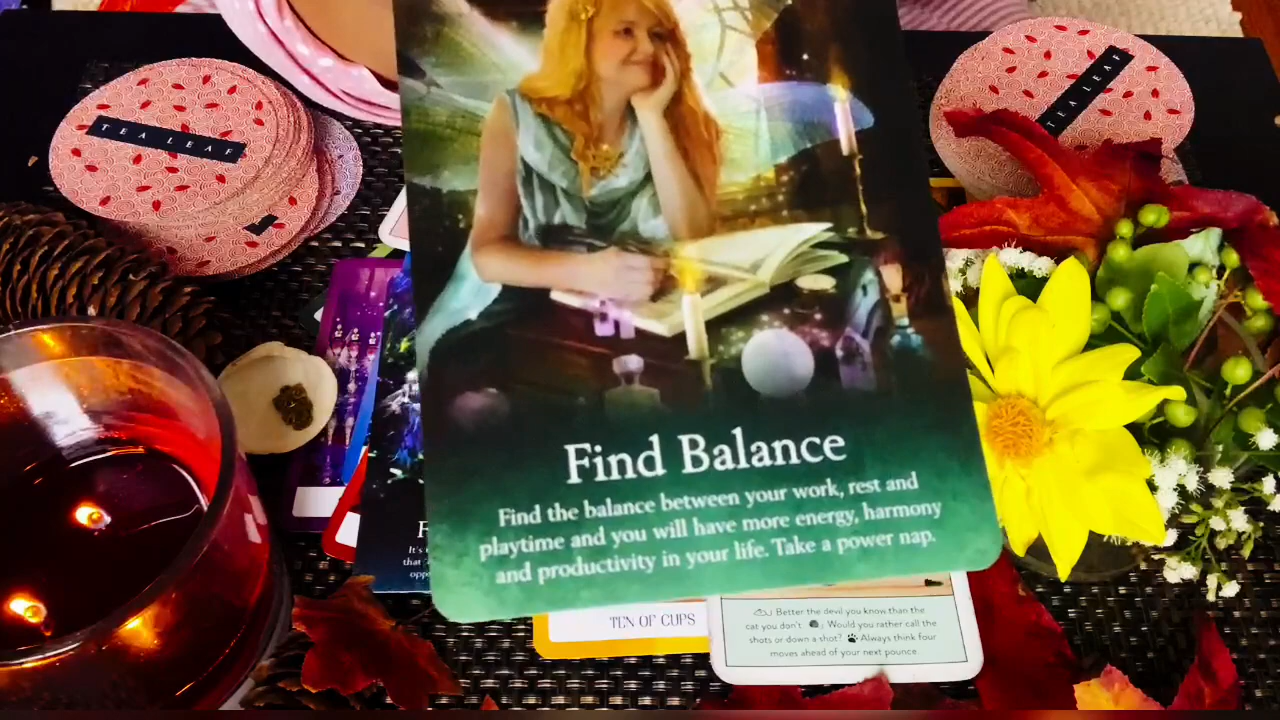 TEA LEAF
TEA LEAF
Find Balance
Find the balance between your work, rest and
playtime and you will have more energy, harmony
and productivity in your life. Take a power nap.
F
It's
that
opp
TEN OF CUPS
Better the devil you know than the
cat you don't Would you rather call the
shots or down a shot? Always think four
moves ahead of your next pounce.